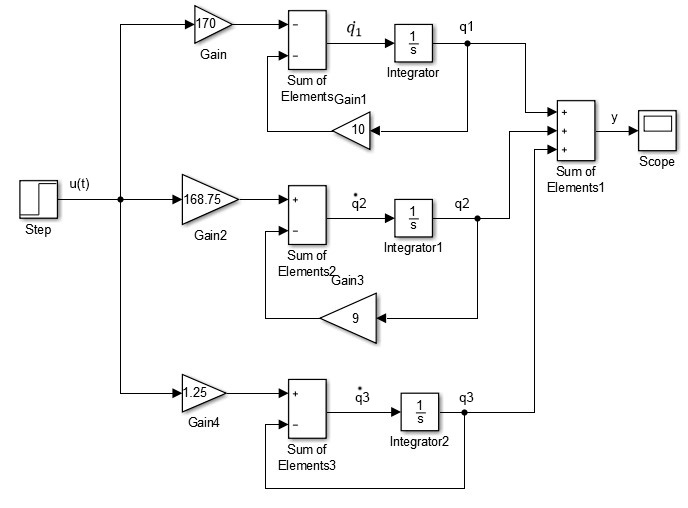 170
Gain
−
−
Sum of
Elements
q̇1
1
s
Integrator
q1
Gain1
10
Step
u(t)
168.75
Gain2
+
−
Sum of
Elements2
q̇2
1
s
Integrator1
q2
Gain3
9
1.25
Gain4
+
−
Sum of
Elements3
q̇3
1
s
Integrator2
q3
+
+
+
Sum of
Elements1
y
Scope